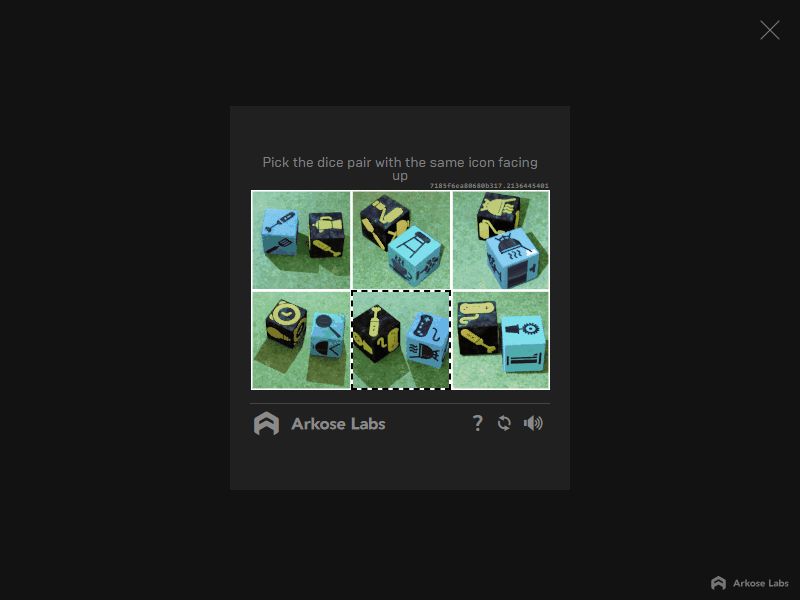 Pick the dice pair with the same icon facing
up
7185f6ea80680b317.2136445401
Arkose Labs
?
Arkose Labs